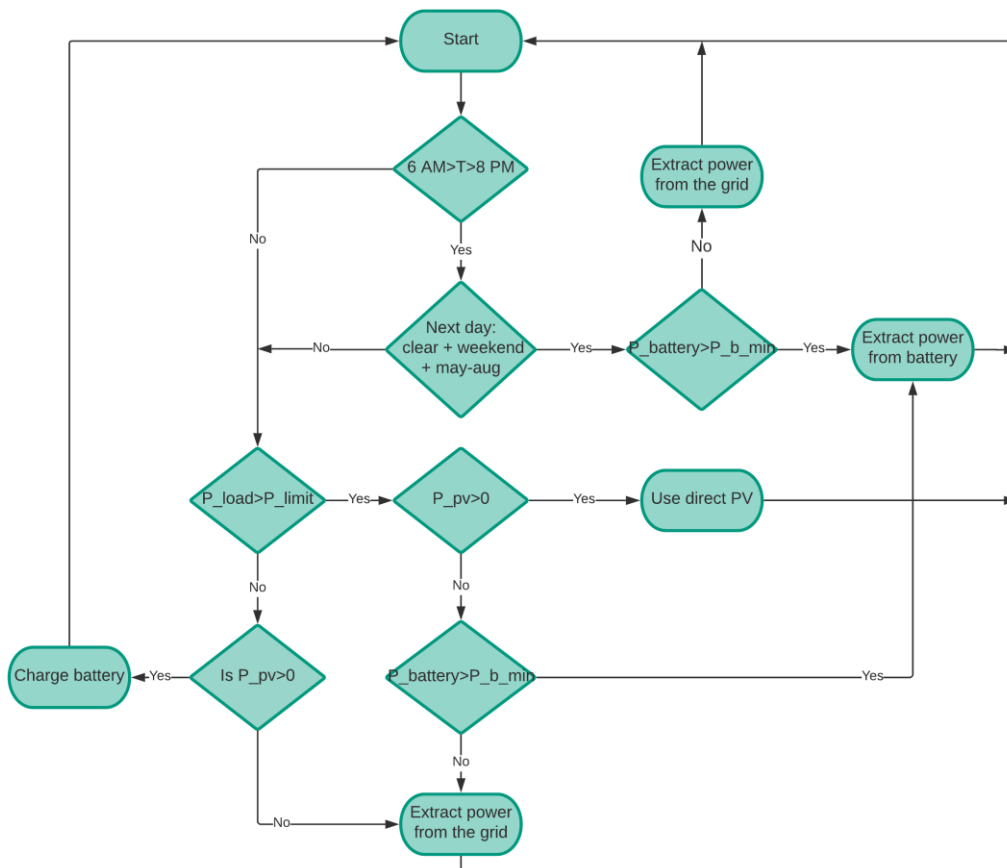 Start
6 AM>T>8 PM
Extract power
from the grid
No
Yes
No
Next day:
clear + weekend
+ may-aug
No
Yes
P_battery>P_b_min
Yes
Extract power
from battery
P_load>P_limit
Yes
P_pv>0
Yes
Use direct PV
No
No
Charge battery
Yes
Is P_pv>0
P_battery>P_b_min
Yes
No
No
Extract power
from the grid